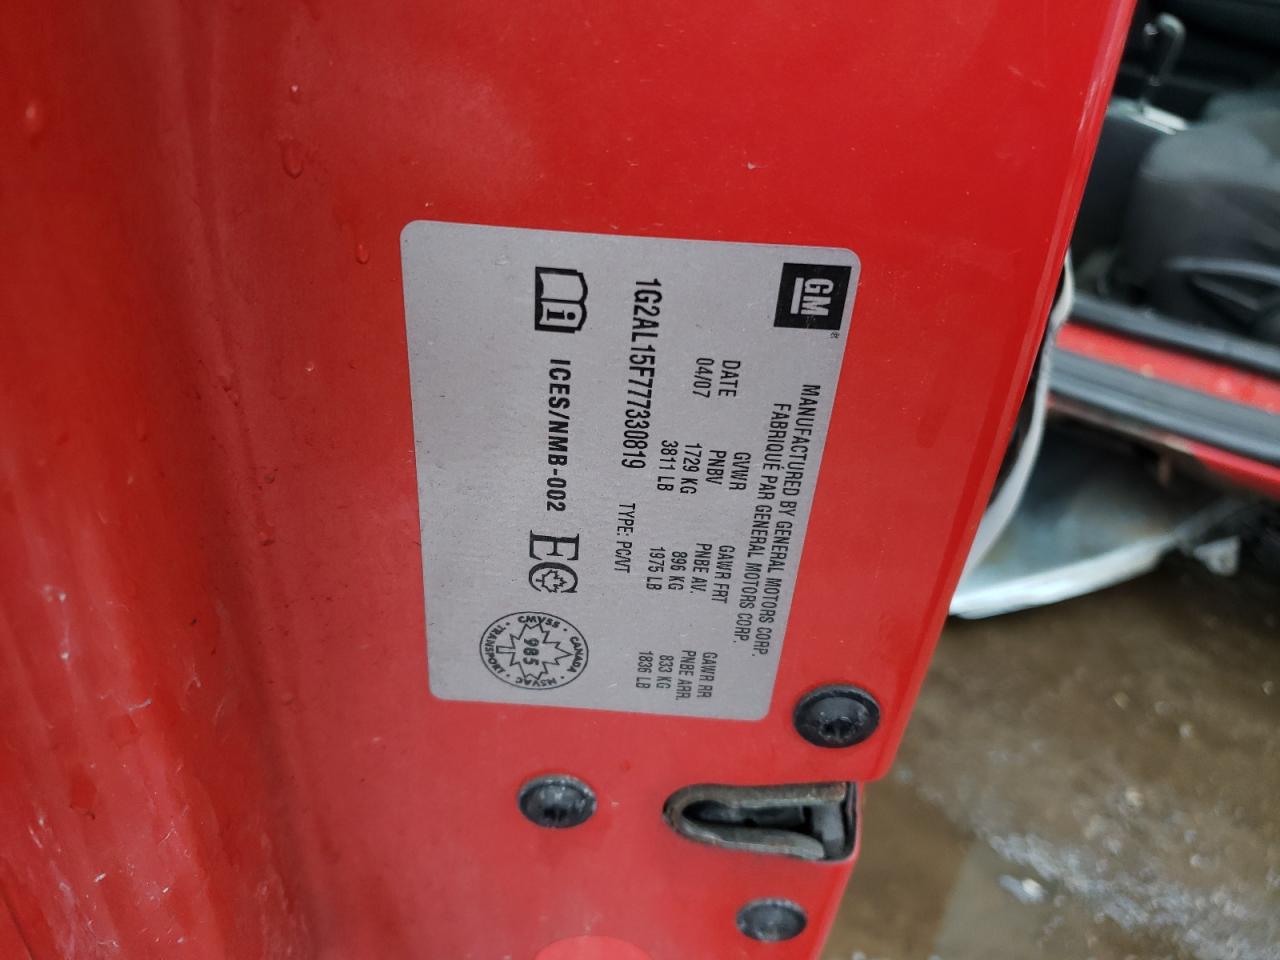 GM
MANUFACTURED BY GENERAL MOTORS CORP.
FABRIQUÉ PAR GENERAL MOTORS CORP.
DATE GVWR GAWR FRT GAWR RR
04/07 PNBV PNBE AV. PNBE ARR.
1729 KG 896 KG 833 KG
3811 LB 1975 LB 1836 LB
1G2AL15F777330819 TYPE: PC/VT
i ICES/NMB-002 EC
CMVSS · CANADA · NSVAC · TRANSPORT ·
985